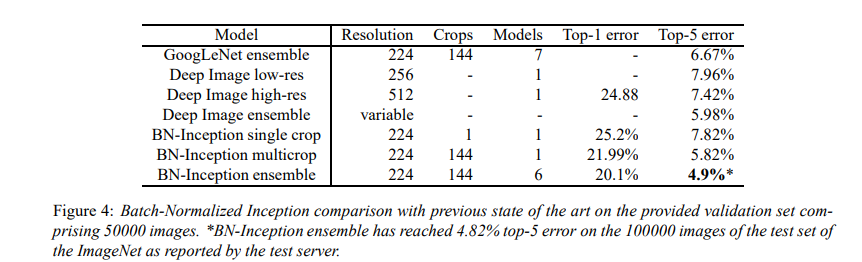 Model Resolution Crops Models Top-1 error Top-5 error
GoogLeNet ensemble 224 144 7 - 6.67%
Deep Image low-res 256 - 1 - 7.96%
Deep Image high-res 512 - 1 24.88 7.42%
Deep Image ensemble variable - - - 5.98%
BN-Inception single crop 224 1 1 25.2% 7.82%
BN-Inception multicrop 224 144 1 21.99% 5.82%
BN-Inception ensemble 224 144 6 20.1% 4.9%*
Figure 4: Batch-Normalized Inception comparison with previous state of the art on the provided validation set com-
prising 50000 images. *BN-Inception ensemble has reached 4.82% top-5 error on the 100000 images of the test set of
the ImageNet as reported by the test server.